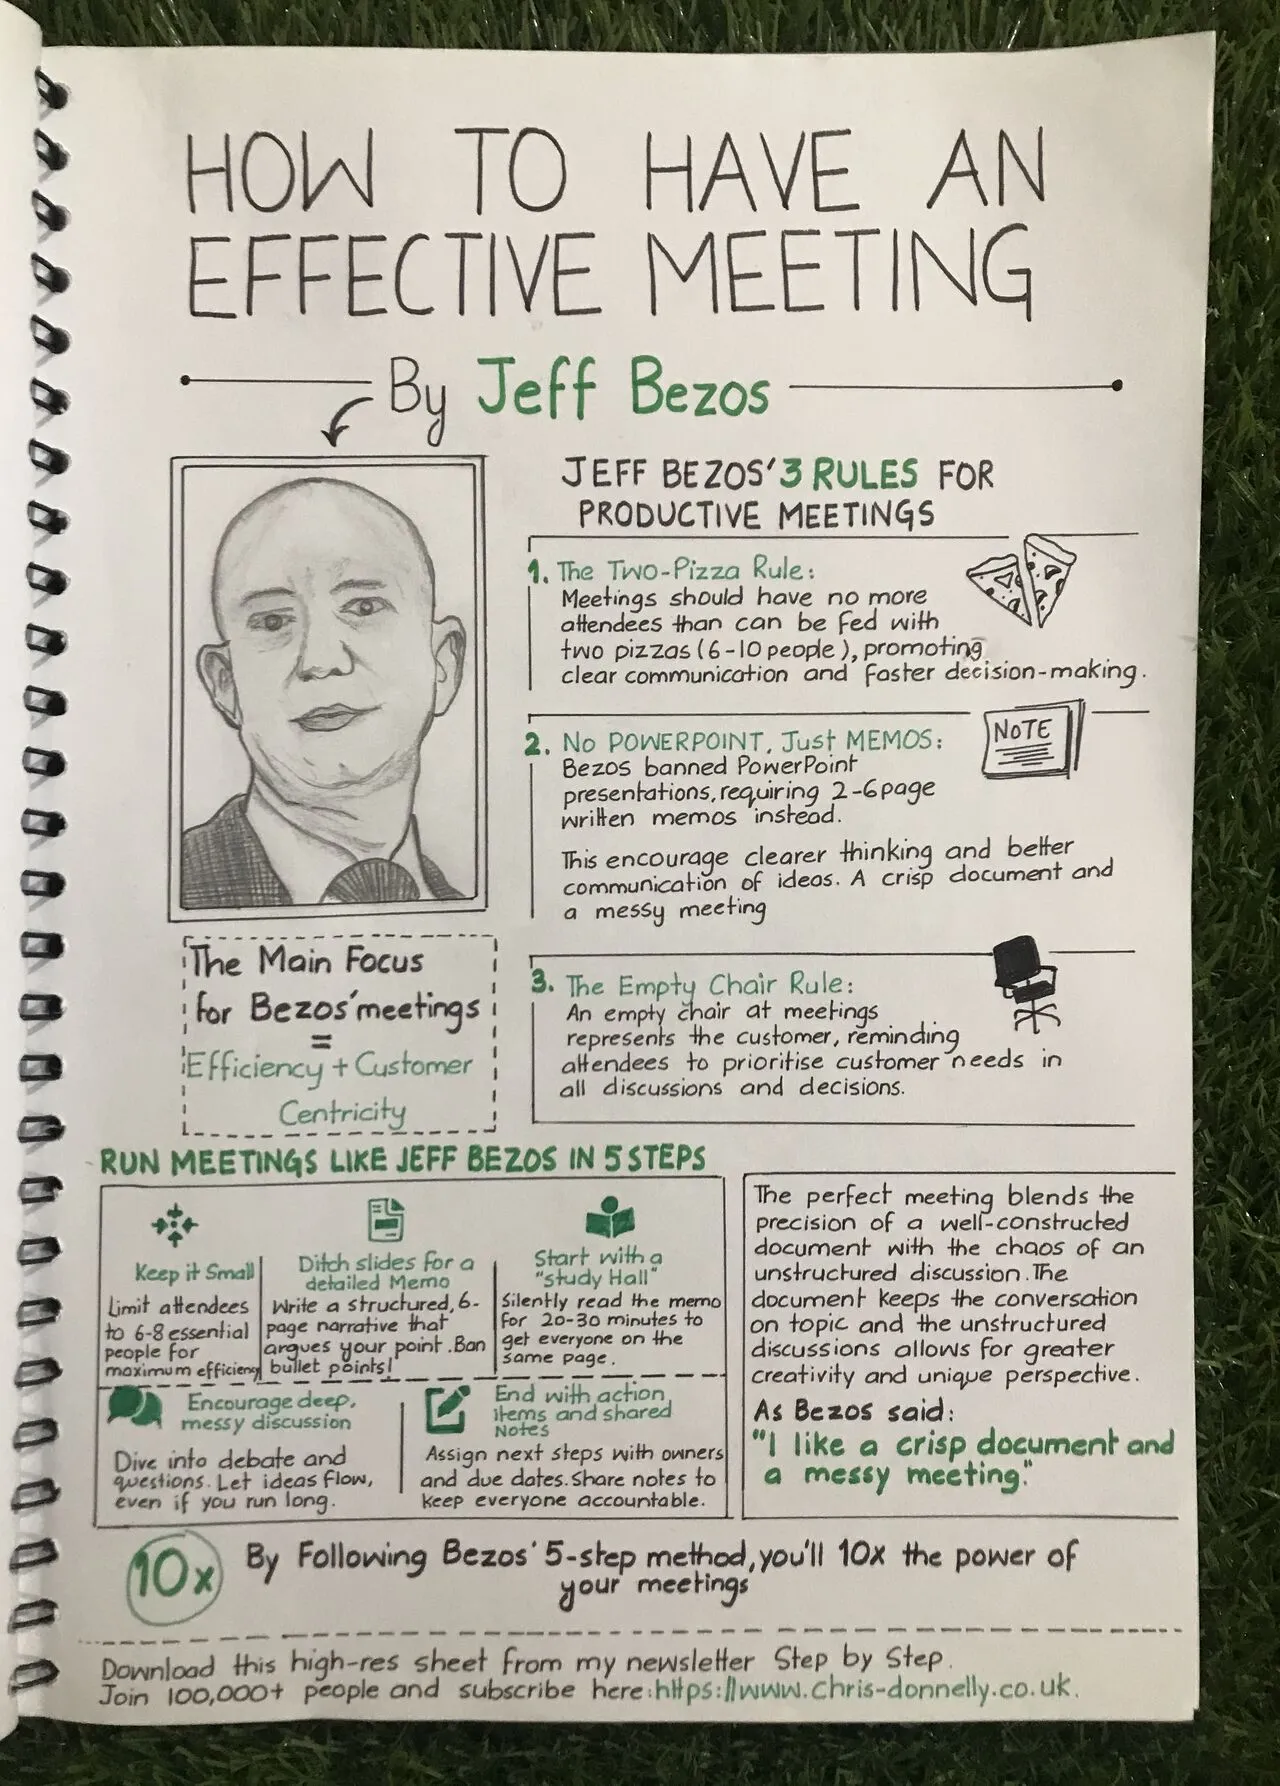 HOW TO HAVE AN
EFFECTIVE MEETING
By Jeff Bezos
JEFF BEZOS' 3 RULES FOR
PRODUCTIVE MEETINGS
1. The Two-Pizza Rule:
Meetings should have no more
attendees than can be fed with
two pizzas (6-10 people), promoting
clear communication and faster decision-making.
2. No POWERPOINT, Just MEMOS:
NOTE
Bezos banned PowerPoint
presentations, requiring 2-6 page
written memos instead.
This encourage clearer thinking and better
communication of ideas. A crisp document and
a messy meeting
The Main Focus
for Bezos' meetings
=
Efficiency + Customer
Centricity
3. The Empty Chair Rule:
An empty chair at meetings
represents the customer, reminding
attendees to prioritise customer needs in
all discussions and decisions.
RUN MEETINGS LIKE JEFF BEZOS IN 5 STEPS
Keep it Small
Limit attendees
to 6-8 essential
people for
maximum efficiency
Ditch slides for a
detailed Memo
Write a structured, 6-
page narrative that
argues your point. Ban
bullet points!
Start with a
"study Hall"
Silently read the memo
for 20-30 minutes to
get everyone on the
same page.
Encourage deep,
messy discussion
Dive into debate and
questions. Let ideas flow,
even if you run long.
End with action
items and shared
Notes
Assign next steps with owners
and due dates. Share notes to
keep everyone accountable.
The perfect meeting blends the
precision of a well-constructed
document with the chaos of an
unstructured discussion. The
document keeps the conversation
on topic and the unstructured
discussions allows for greater
creativity and unique perspective.
As Bezos said:
"I like a crisp document and
a messy meeting."
10x
By Following Bezos' 5-step method, you'll 10x the power of
your meetings
Download this high-res sheet from my newsletter Step by Step.
Join 100,000+ people and subscribe here: https://www.chris-donnelly.co.uk.